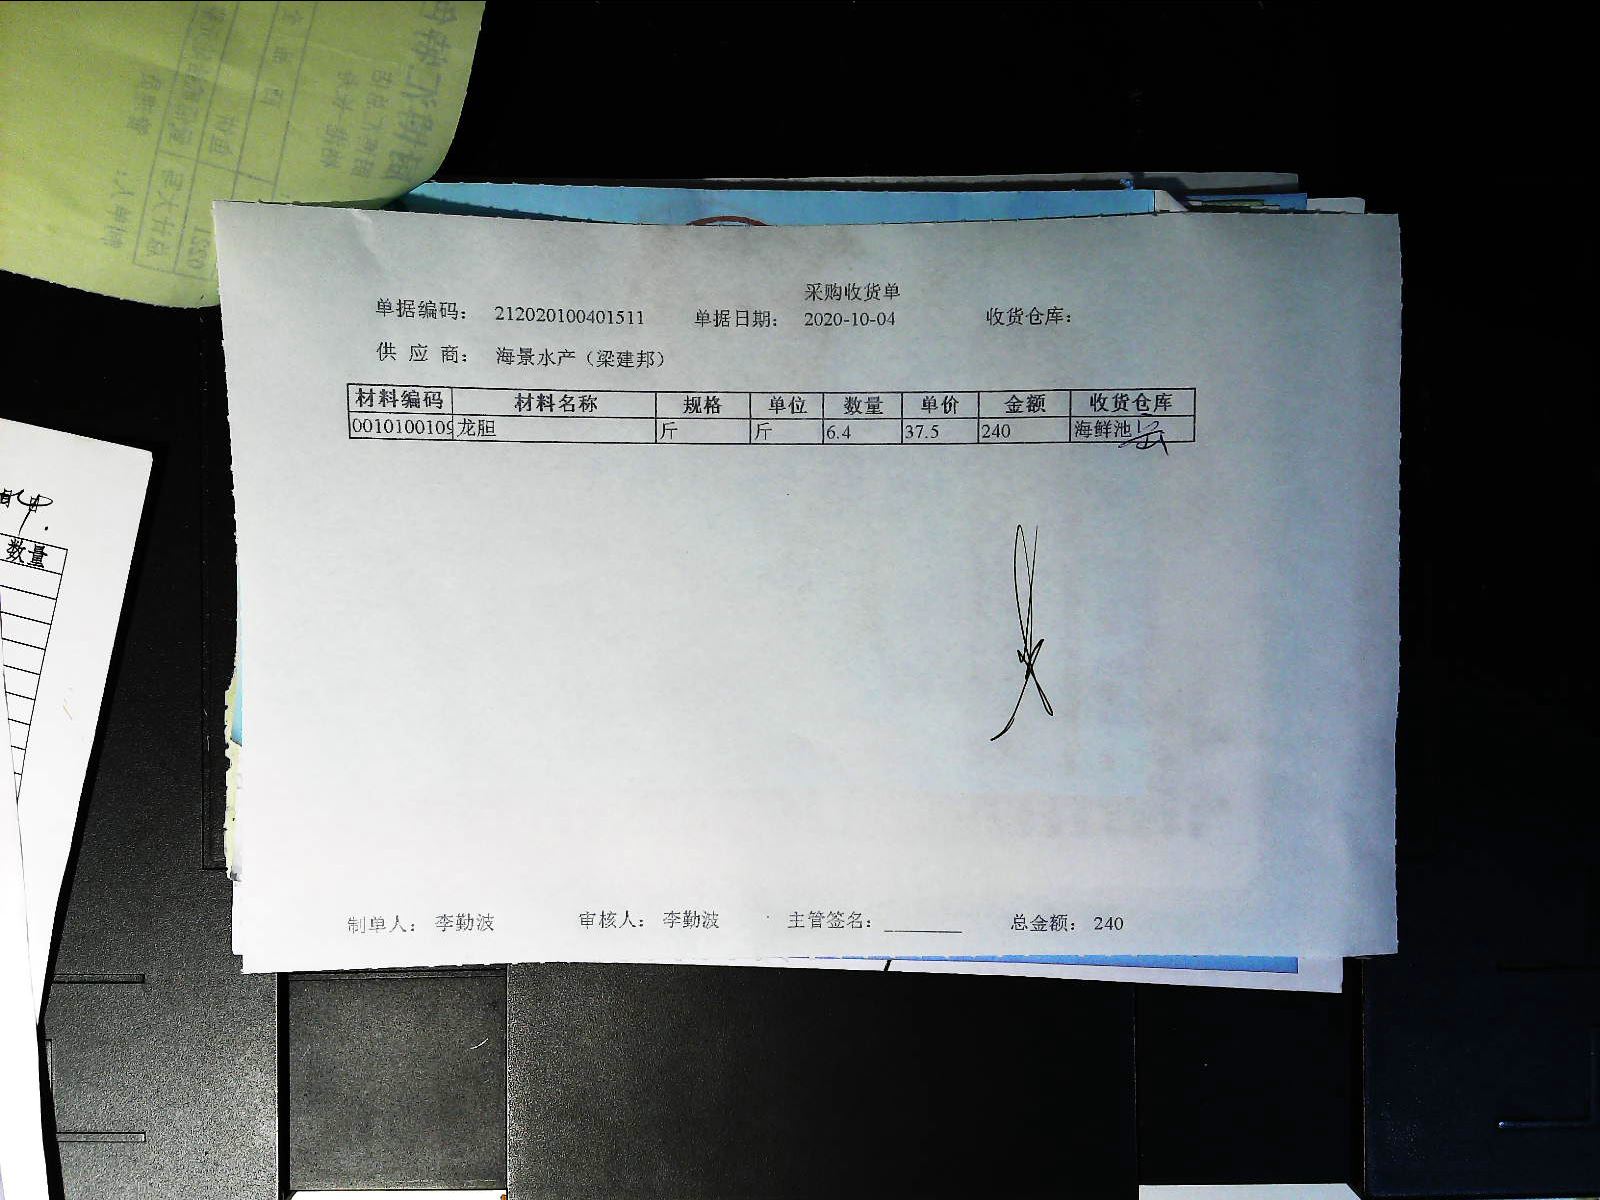 采购收货单
单据编码： 212020100401511 单据日期： 2020-10-04 收货仓库：
供 应 商： 海景水产（梁建邦）
材料编码 材料名称 规格 单位 数量 单价 金额 收货仓库
0010100109 龙胆 斤 斤 6.4 37.5 240 海鲜池
制单人： 李勤波 审核人： 李勤波 主管签名： 总金额： 240
数量